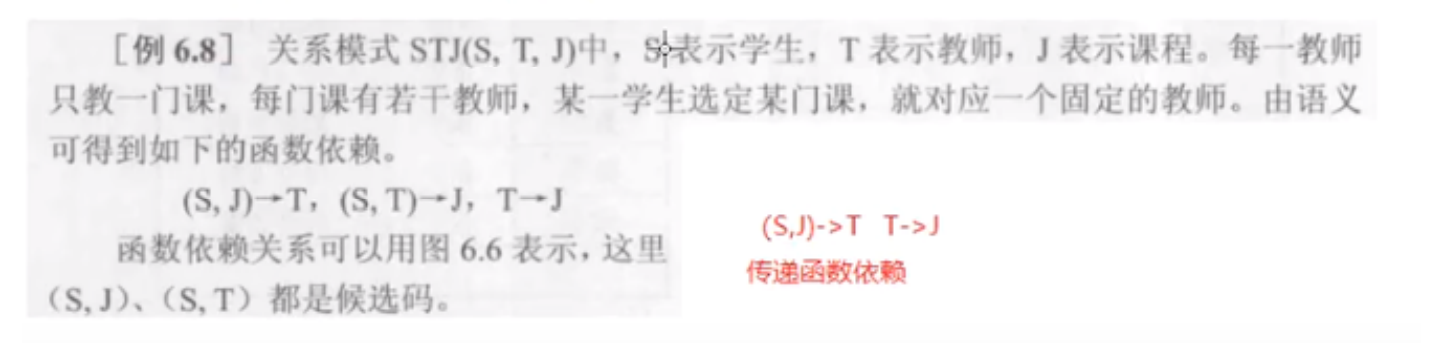 [例 6.8] 关系模式 STJ(S, T, J)中，S 表示学生，T 表示教师，J 表示课程。每一教师
只教一门课，每门课有若干教师，某一学生选定某门课，就对应一个固定的教师。由语义
可得到如下的函数依赖。
(S, J)→T，(S, T)→J，T→J
函数依赖关系可以用图 6.6 表示，这里
（S, J）、（S, T）都是候选码。
(S,J)->T T->J
传递函数依赖